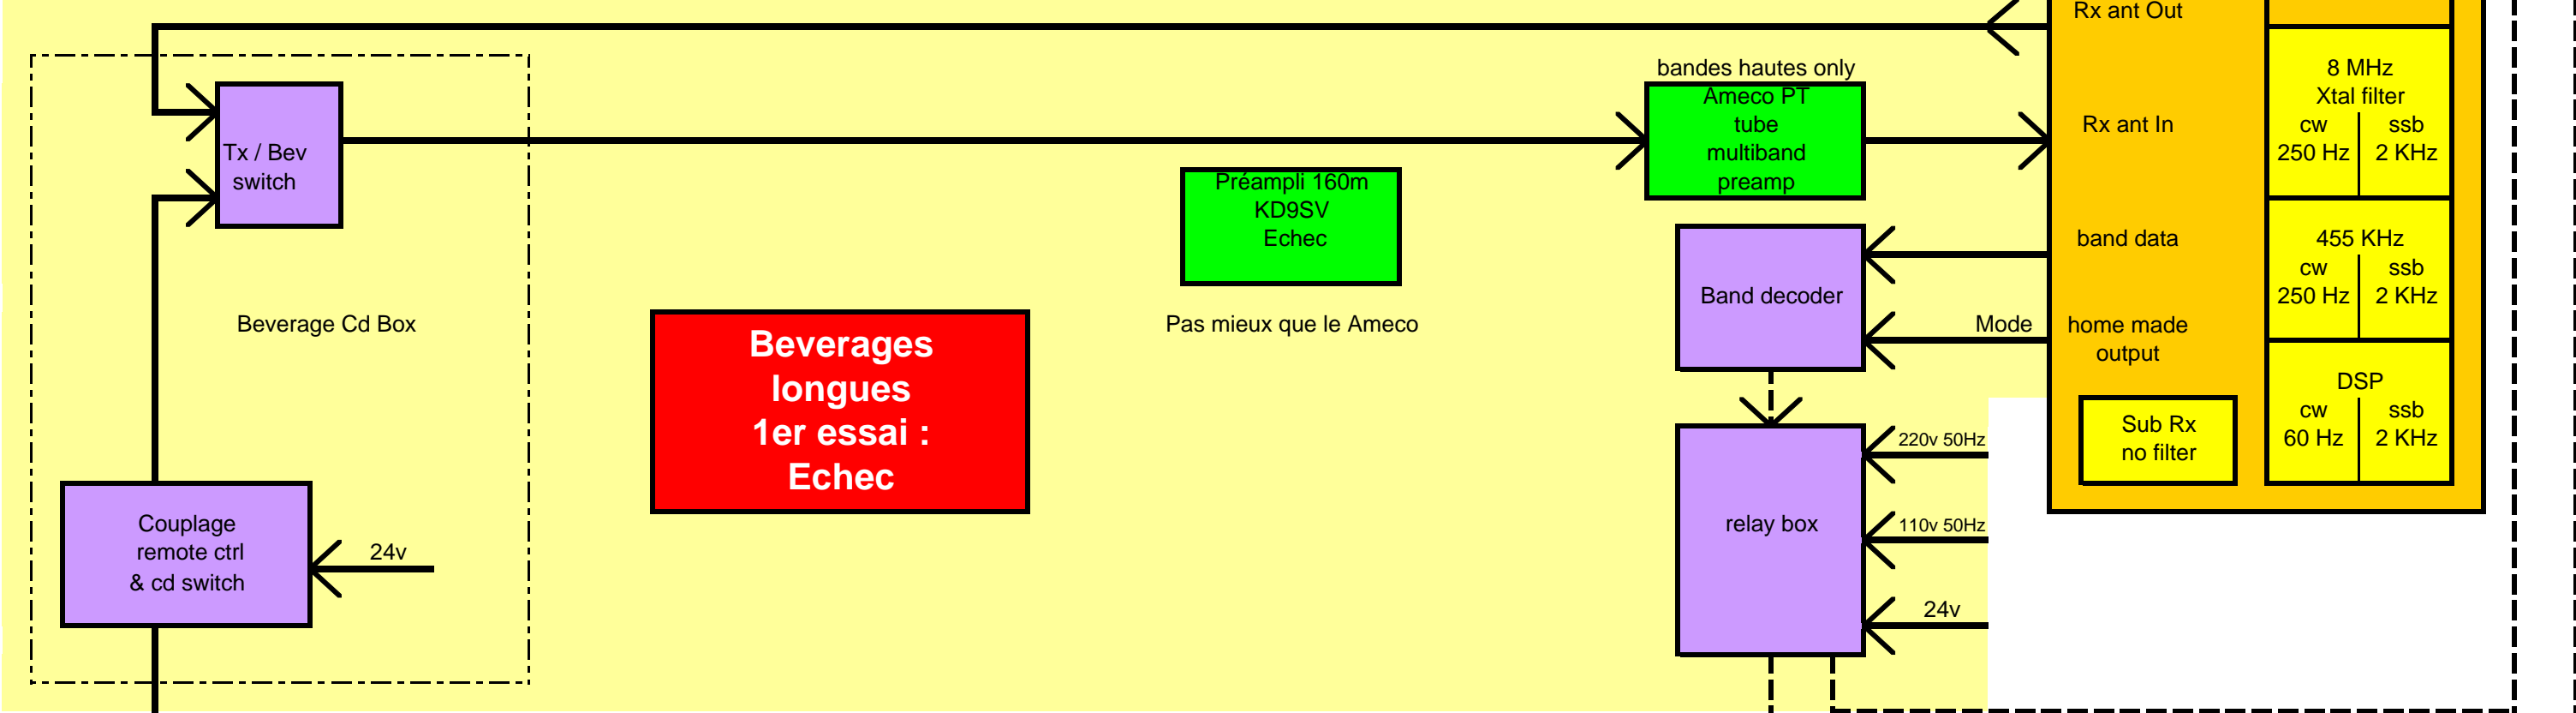 Rx ant Out
bandes hautes only
Ameco PT
tube
multiband
preamp
Rx ant In
8 MHz
Xtal filter
cw ssb
250 Hz 2 KHz
Tx / Bev
switch
Préampli 160m
KD9SV
Echec
Pas mieux que le Ameco
band data
455 KHz
cw ssb
250 Hz 2 KHz
Band decoder
Beverage Cd Box
Mode
home made
output
Beverages
longues
1er essai :
Echec
DSP
cw ssb
60 Hz 2 KHz
Sub Rx
no filter
220v 50Hz
relay box
110v 50Hz
24v
Couplage
remote ctrl
& cd switch
24v